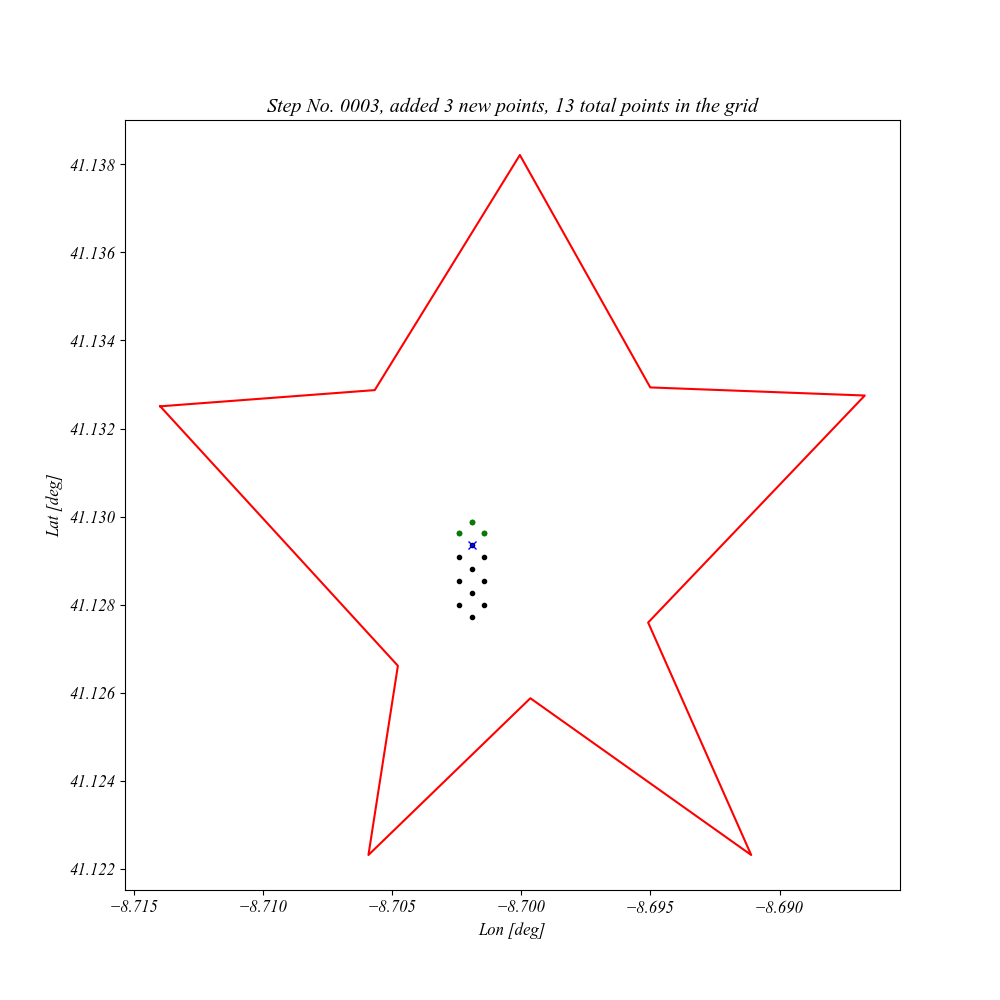 Step No. 0003, added 3 new points, 13 total points in the grid
41.138
41.136
41.134
41.132
41.130
41.128
41.126
41.124
41.122
Lat [deg]
−8.715 −8.710 −8.705 −8.700 −8.695 −8.690
Lon [deg]